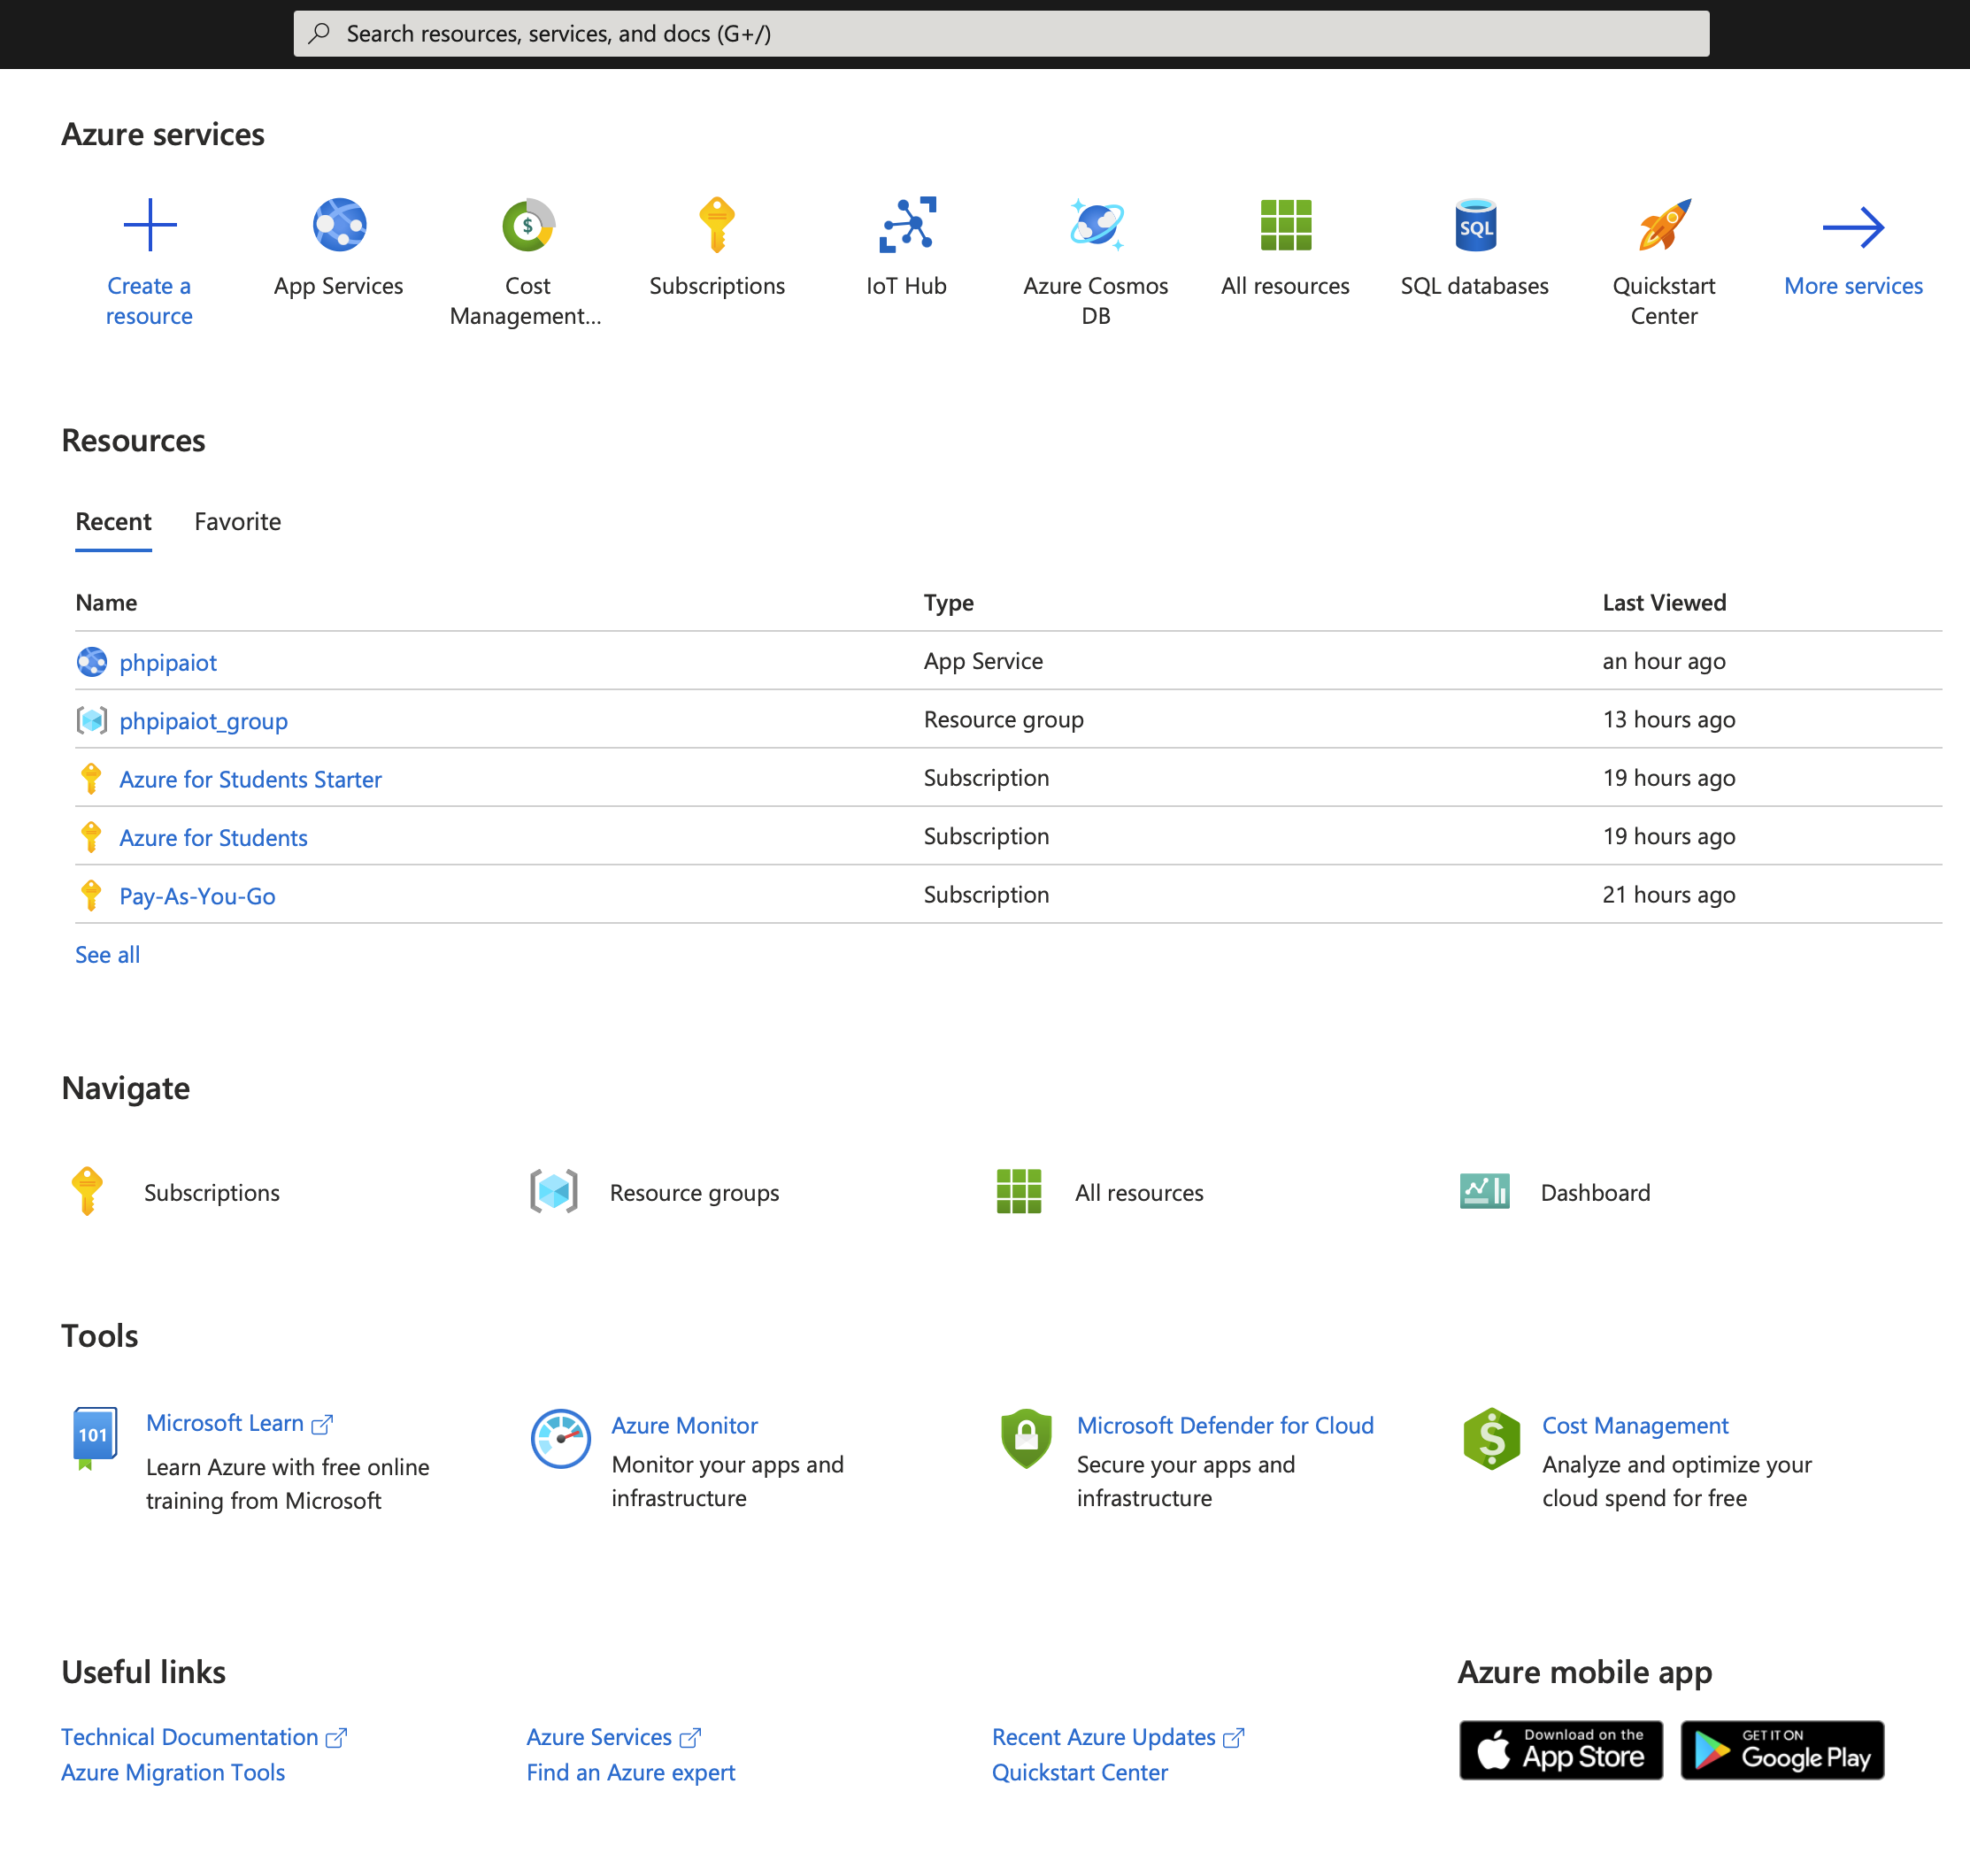 Search resources, services, and docs (G+/)
Azure services
Create a resource
App Services
Cost Management...
Subscriptions
IoT Hub
Azure Cosmos DB
All resources
SQL
SQL databases
Quickstart Center
More services
Resources
Recent Favorite
Name Type Last Viewed
phpipaiot App Service an hour ago
phpipaiot_group Resource group 13 hours ago
Azure for Students Starter Subscription 19 hours ago
Azure for Students Subscription 19 hours ago
Pay-As-You-Go Subscription 21 hours ago
See all
Navigate
Subscriptions Resource groups All resources Dashboard
Tools
101
Microsoft Learn
Learn Azure with free online
training from Microsoft
Azure Monitor
Monitor your apps and
infrastructure
Microsoft Defender for Cloud
Secure your apps and
infrastructure
Cost Management
Analyze and optimize your
cloud spend for free
Useful links
Technical Documentation Azure Services Recent Azure Updates
Azure Migration Tools Find an Azure expert Quickstart Center
Azure mobile app
Download on the
App Store
GET IT ON
Google Play